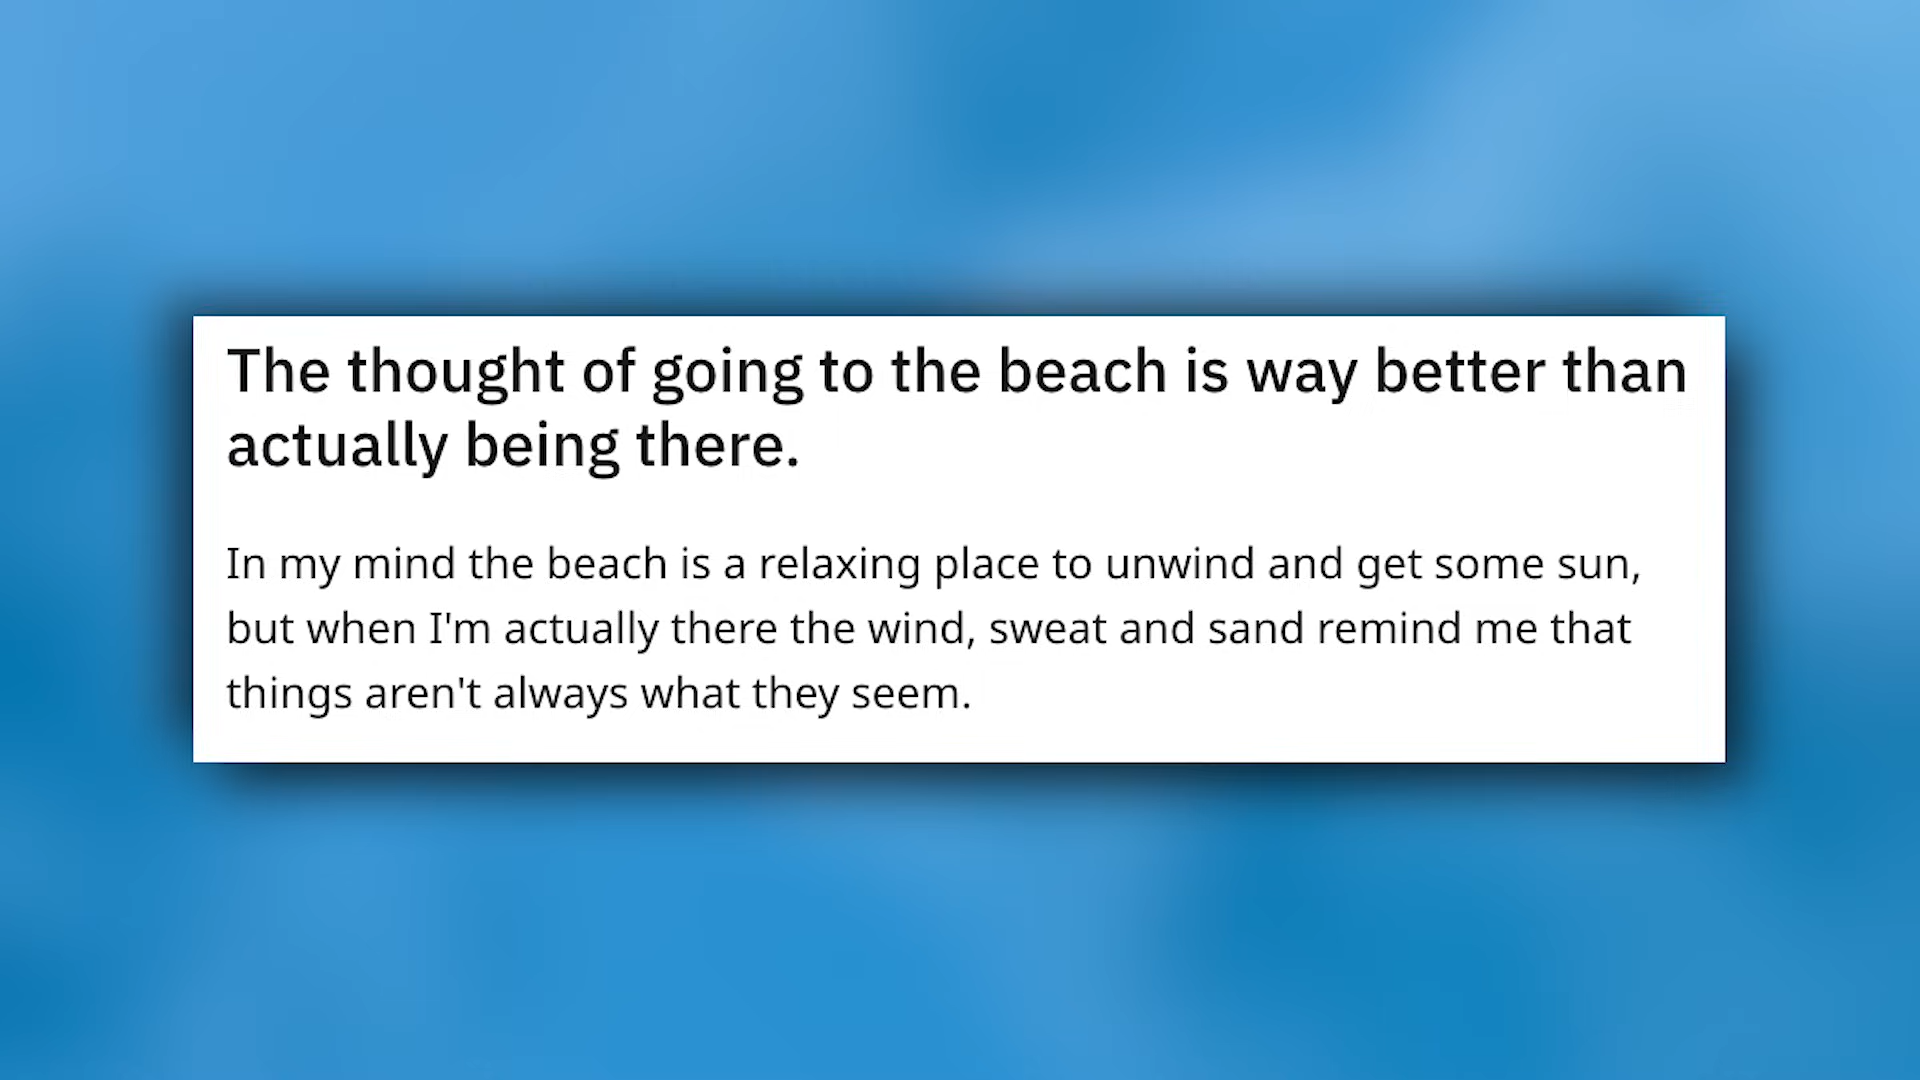 The thought of going to the beach is way better than
actually being there.
In my mind the beach is a relaxing place to unwind and get some sun,
but when I'm actually there the wind, sweat and sand remind me that
things aren't always what they seem.